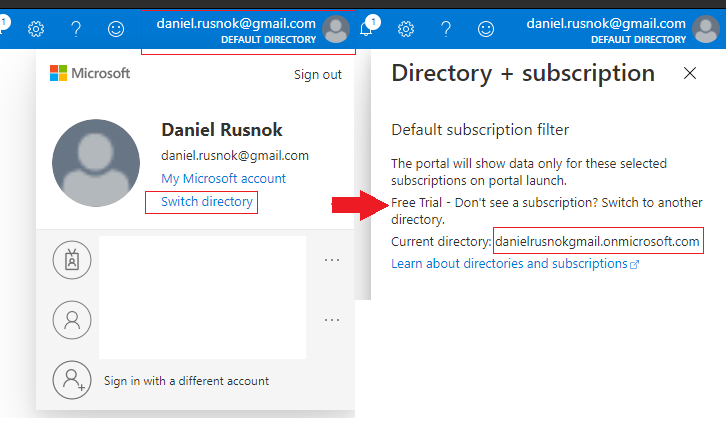 1
daniel.rusnok@gmail.com
DEFAULT DIRECTORY
Microsoft
Sign out
Daniel Rusnok
daniel.rusnok@gmail.com
My Microsoft account
Switch directory
...
...
Sign in with a different account
1
daniel.rusnok@gmail.com
DEFAULT DIRECTORY
Directory + subscription
Default subscription filter
The portal will show data only for these selected
subscriptions on portal launch.
Free Trial - Don't see a subscription? Switch to another
directory.
Current directory: danielrusnokgmail.onmicrosoft.com
Learn about directories and subscriptions